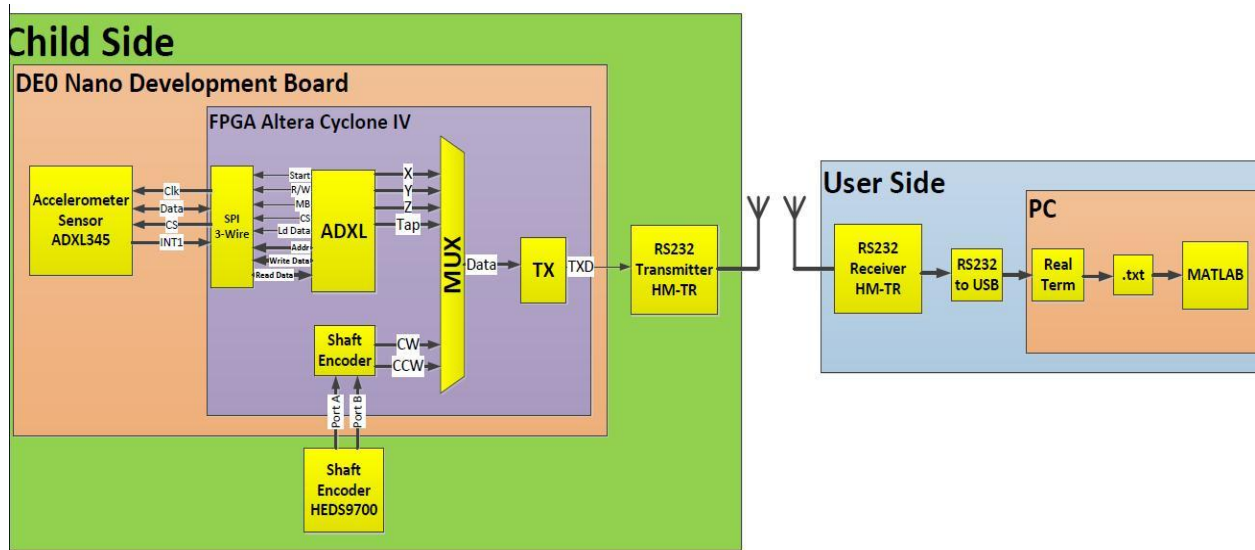 Child Side
DE0 Nano Development Board
FPGA Altera Cyclone IV
Accelerometer
Sensor
ADXL345
Clk
Data
CS
INT1
SPI
3-Wire
Start
R/W
MB
CS
Ld Data
Addr
Write Data
Read Data
ADXL
X
Y
Z
Tap
MUX
Data
TX
TXD
RS232
Transmitter
HM-TR
Shaft
Encoder
CW
CCW
Port A
Port B
Shaft
Encoder
HEDS9700
User Side
RS232
Receiver
HM-TR
RS232
to USB
PC
Real
Term
.txt
MATLAB